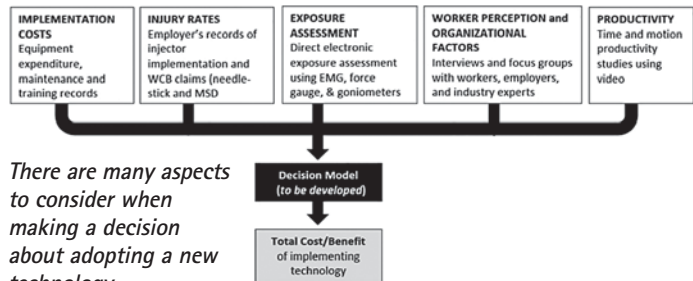 IMPLEMENTATION
COSTS
Equipment
expenditure,
maintenance and
training records
INJURY RATES
Employer's records of
injector
implementation and
WCB claims (needle-
stick and MSD
EXPOSURE
ASSESSMENT
Direct electronic
exposure assessment
using EMG, force
gauge, & goniometers
WORKER PERCEPTION and
ORGANIZATIONAL
FACTORS
Interviews and focus groups
with workers, employers,
and industry experts
PRODUCTIVITY
Time and motion
productivity
studies using
video
There are many aspects
to consider when
making a decision
about adopting a new
Decision Model
(to be developed)
Total Cost/Benefit
of implementing
technology